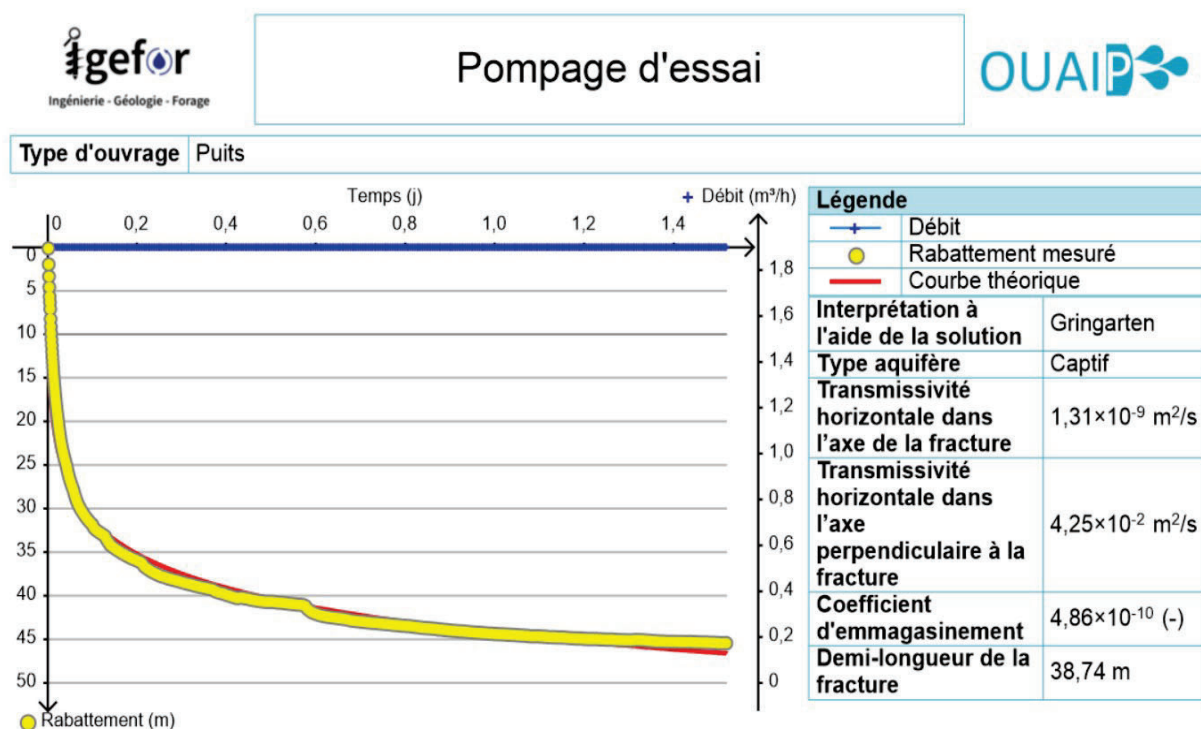 igefor
Ingénierie - Géologie - Forage
Pompage d'essai
OUAIP
Type d'ouvrage Puits
Temps (j)
Débit (m³/h)
0 0,2 0,4 0,6 0,8 1,0 1,2 1,4
0
5
10
15
20
25
30
35
40
45
50
1,8
1,6
1,4
1,2
1,0
0,8
0,6
0,4
0,2
0
Rabattement (m)
Légende
Débit
Rabattement mesuré
Courbe théorique
Interprétation à
l'aide de la solution
Gringarten
Type aquifère Captif
Transmissivité
horizontale dans
l’axe de la fracture
1,31×10⁻⁹ m²/s
Transmissivité
horizontale dans
l’axe
perpendiculaire à la
fracture
4,25×10⁻² m²/s
Coefficient
d'emmagasinement
4,86×10⁻¹⁰ (-)
Demi-longueur de la
fracture
38,74 m